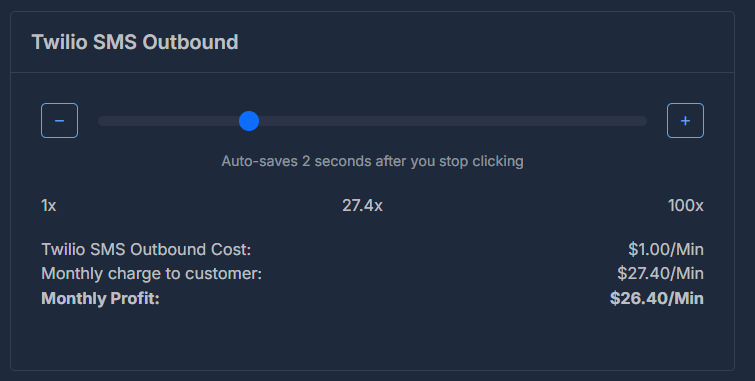 Twilio SMS Outbound
−
+
Auto-saves 2 seconds after you stop clicking
1x 27.4x 100x
Twilio SMS Outbound Cost: $1.00/Min
Monthly charge to customer: $27.40/Min
Monthly Profit: $26.40/Min